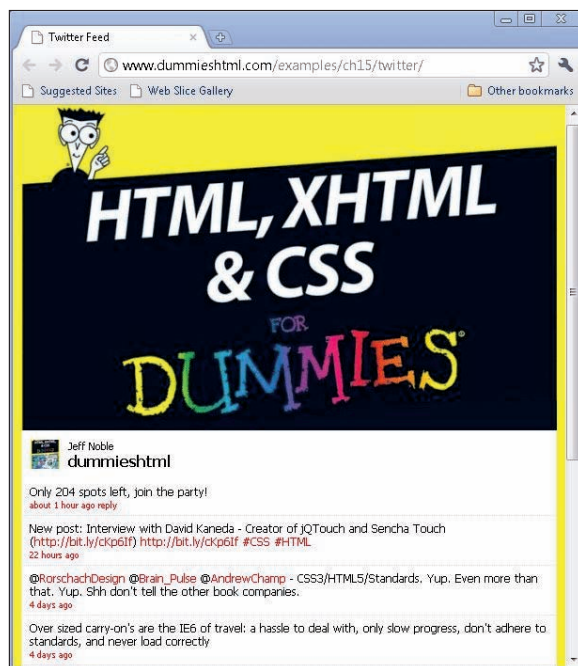 Twitter Feed
www.dummieshtml.com/examples/ch15/twitter/
Suggested Sites Web Slice Gallery Other bookmarks
HTML, XHTML
& CSS
FOR
DUMMIES®
Jeff Noble
dummieshtml
Only 204 spots left, join the party!
about 1 hour ago reply
New post: Interview with David Kaneda - Creator of jQTouch and Sencha Touch
(http://bit.ly/cKp6If) http://bit.ly/cKp6If #CSS #HTML
22 hours ago
@RorschachDesign @Brain_Pulse @AndrewChamp - CSS3/HTML5/Standards. Yup. Even more than
that. Yup. Shh don't tell the other book companies.
4 days ago
Over sized carry-on's are the IE6 of travel: a hassle to deal with, only slow progress, don't adhere to
standards, and never load correctly
4 days ago